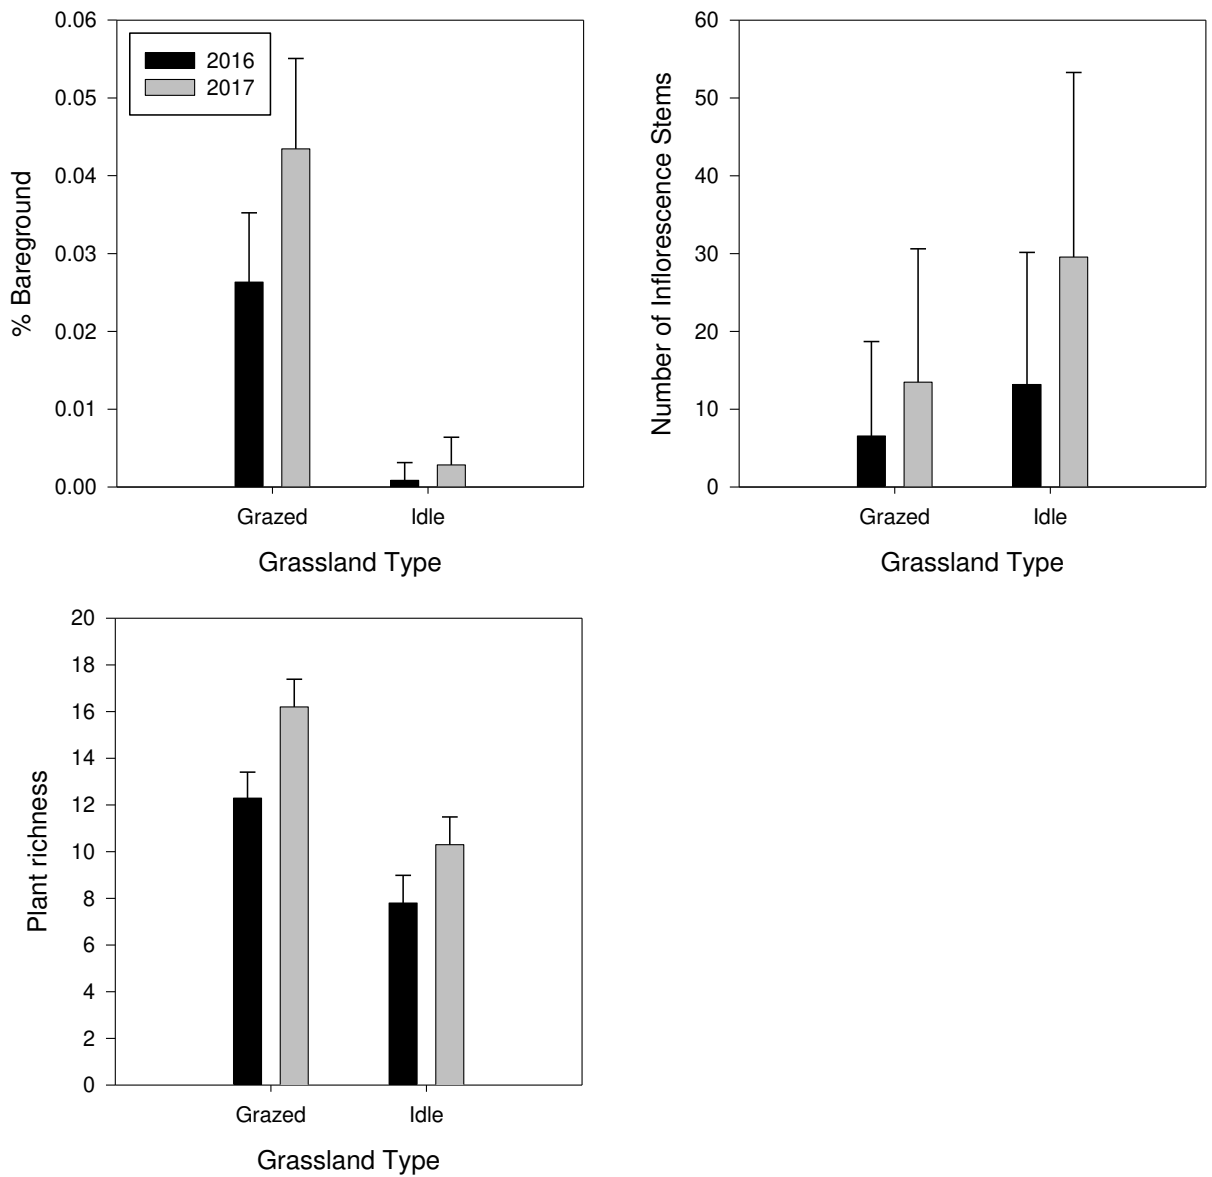 0.06
0.05
0.04
0.03
0.02
0.01
0.00
% Bareground
2016
2017
Grazed
Idle
Grassland Type
60
50
40
30
20
10
0
Number of Inflorescence Stems
Grazed
Idle
Grassland Type
20
18
16
14
12
10
8
6
4
2
0
Plant richness
Grazed
Idle
Grassland Type